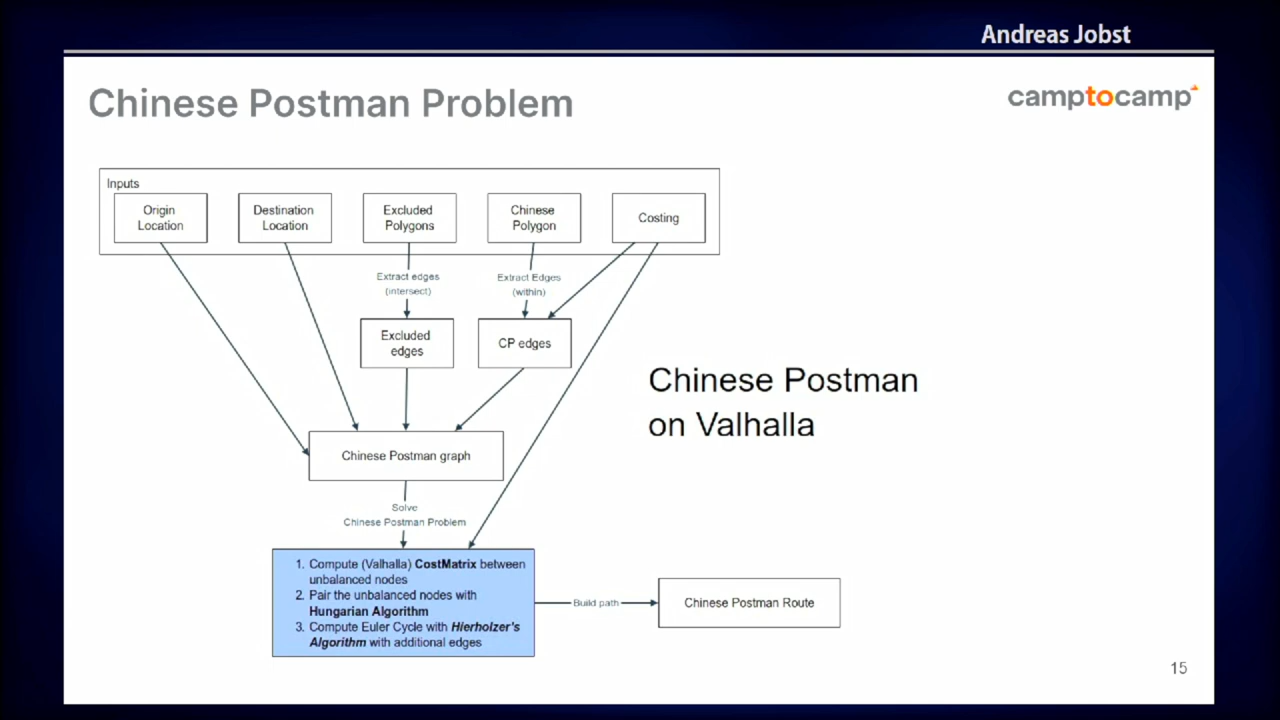 Andreas Jobst
Chinese Postman Problem
camptocamp
Inputs
Origin
Location
Destination
Location
Excluded
Polygons
Chinese
Polygon
Costing
Extract edges
(intersect)
Extract Edges
(within)
Excluded
edges
CP edges
Chinese Postman
on Valhalla
Chinese Postman graph
Solve
Chinese Postman Problem
1. Compute (Valhalla) CostMatrix between
unbalanced nodes
2. Pair the unbalanced nodes with
Hungarian Algorithm
3. Compute Euler Cycle with Hierholzer's
Algorithm with additional edges
Build path
Chinese Postman Route
15